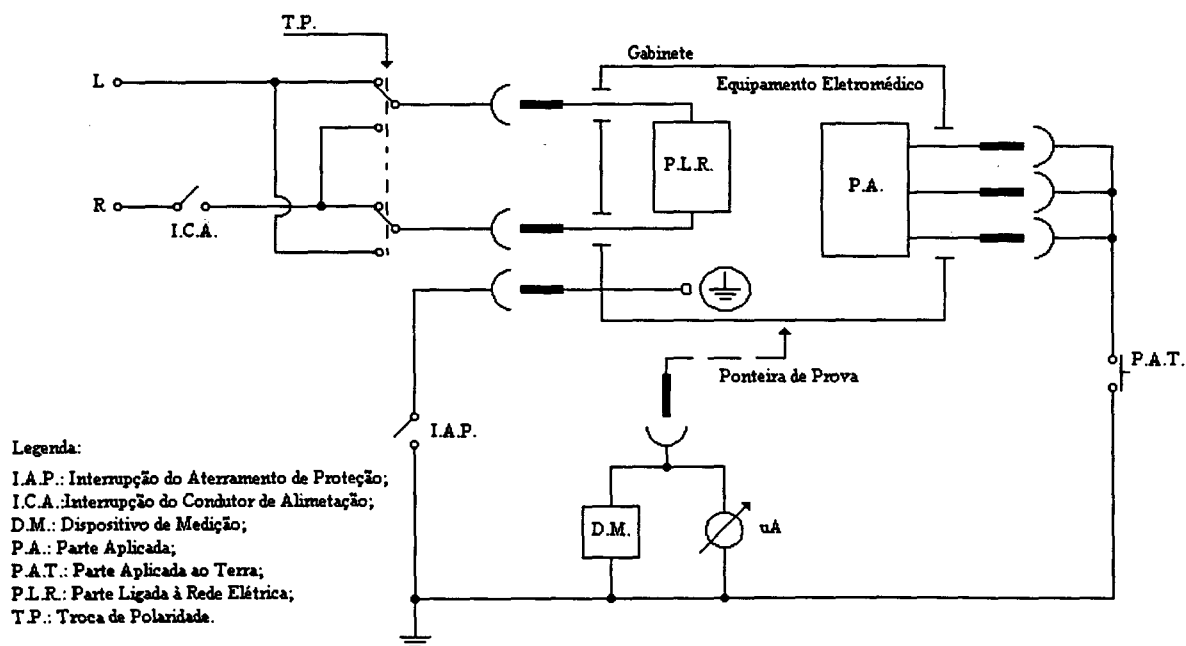 T.P.
Gabinete
L
Equipamento Eletromédico
P.L.R.
P.A.
R
I.C.A.
P.A.T.
Ponteira de Prova
I.A.P.
D.M.
uA
Legenda:
I.A.P.: Interrupção do Aterramento de Proteção;
I.C.A.:Interrupção do Condutor de Alimetação;
D.M.: Dispositivo de Medição;
P.A.: Parte Aplicada;
P.A.T.: Parte Aplicada ao Terra;
P.L.R.: Parte Ligada à Rede Elétrica;
T.P.: Troca de Polaridade.